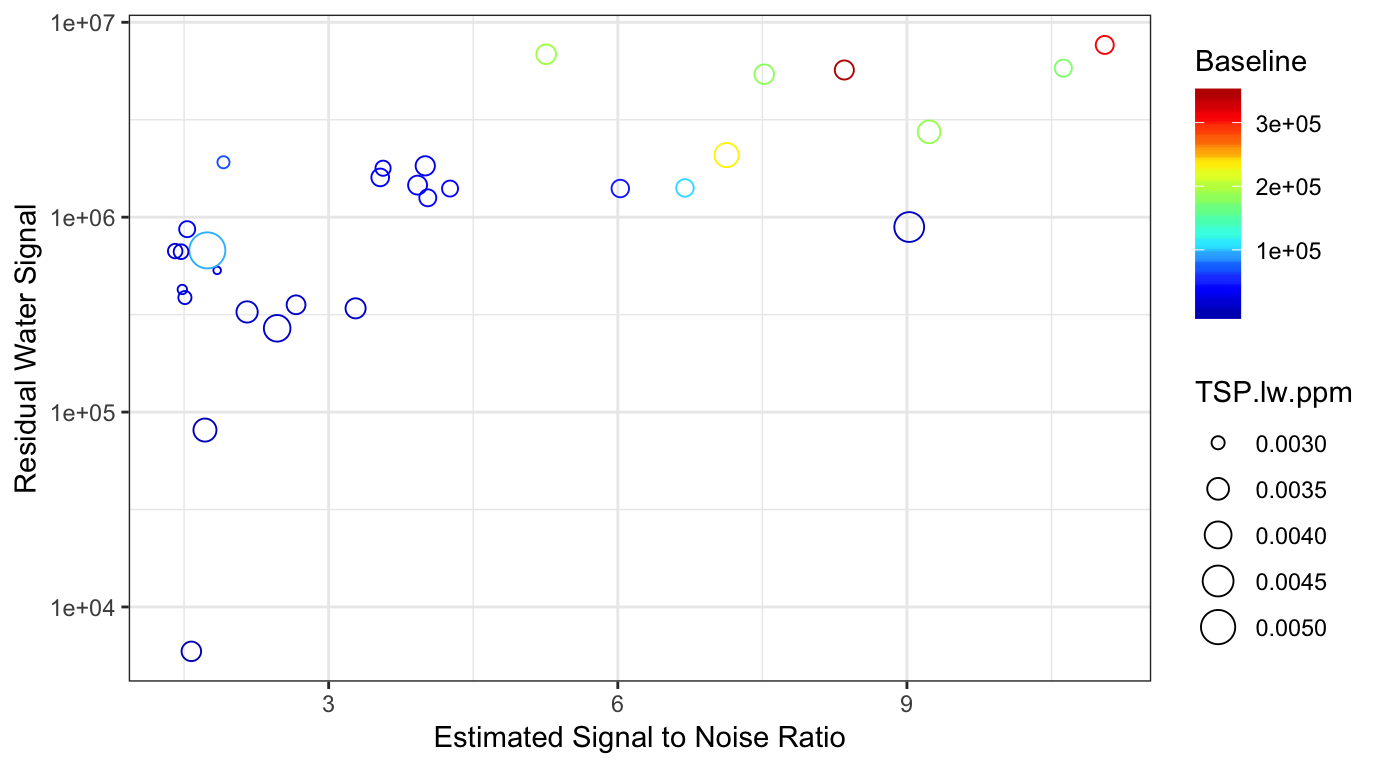 1e+07
1e+06
1e+05
1e+04
Residual Water Signal
3
6
9
Estimated Signal to Noise Ratio
Baseline
3e+05
2e+05
1e+05
TSP.lw.ppm
0.0030
0.0035
0.0040
0.0045
0.0050